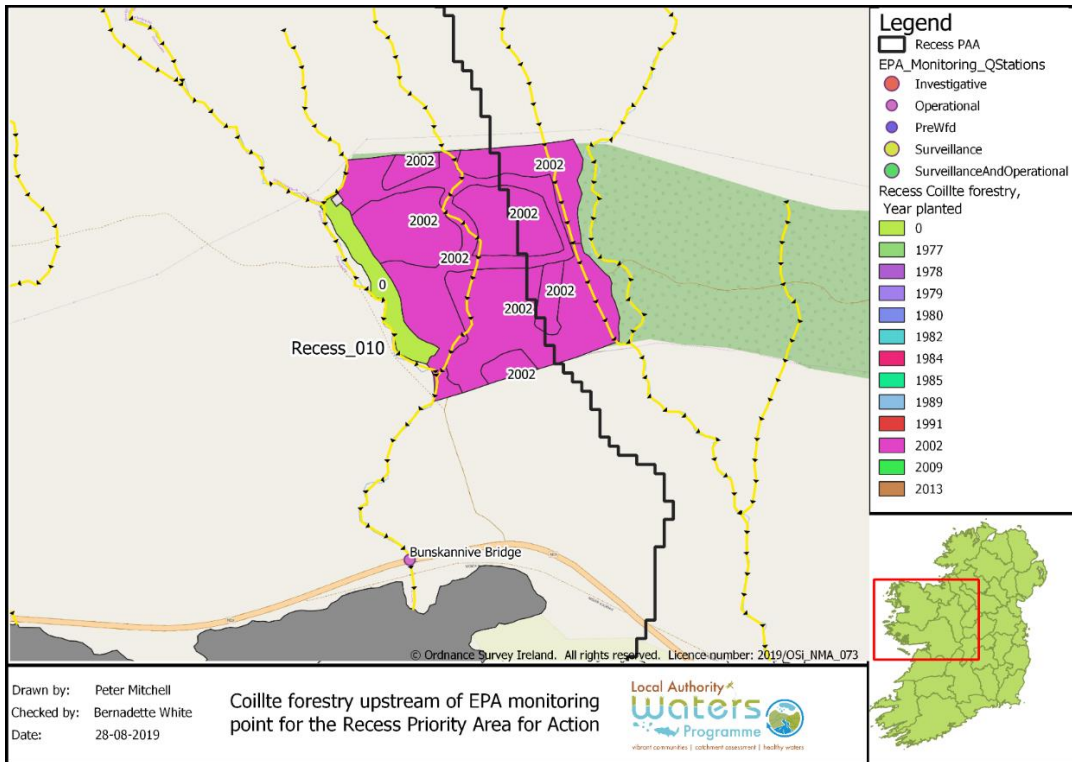 2002
2002
2002
2002
2002
2002
2002
2002
0
Recess_010
Bunskannive Bridge
© Ordnance Survey Ireland. All rights reserved. Licence number: 2019/OSi_NMA_073
Legend
Recess PAA
EPA_Monitoring_QStations
Investigative
Operational
PreWfd
Surveillance
SurveillanceAndOperational
Recess Coillte forestry,
Year planted
0
1977
1978
1979
1980
1982
1984
1985
1989
1991
2002
2009
2013
Drawn by: Peter Mitchell
Checked by: Bernadette White
Date: 28-08-2019
Coillte forestry upstream of EPA monitoring
point for the Recess Priority Area for Action
Local Authority
Waters
Programme
vibrant communities | catchment assessment | healthy waters